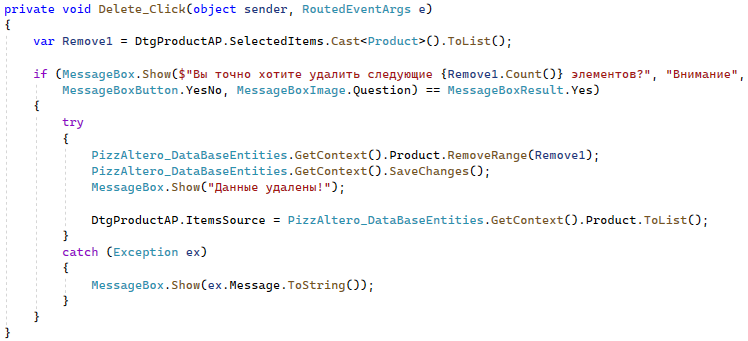 private void Delete_Click(object sender, RoutedEventArgs e)
{
    var Remove1 = DtgProductAP.SelectedItems.Cast<Product>().ToList();

    if (MessageBox.Show($"Вы точно хотите удалить следующие {Remove1.Count()} элементов?", "Внимание",
        MessageBoxButton.YesNo, MessageBoxImage.Question) == MessageBoxResult.Yes)
    {
        try
        {
            PizzAltero_DataBaseEntities.GetContext().Product.RemoveRange(Remove1);
            PizzAltero_DataBaseEntities.GetContext().SaveChanges();
            MessageBox.Show("Данные удалены!");

            DtgProductAP.ItemsSource = PizzAltero_DataBaseEntities.GetContext().Product.ToList();
        }
        catch (Exception ex)
        {
            MessageBox.Show(ex.Message.ToString());
        }
    }
}